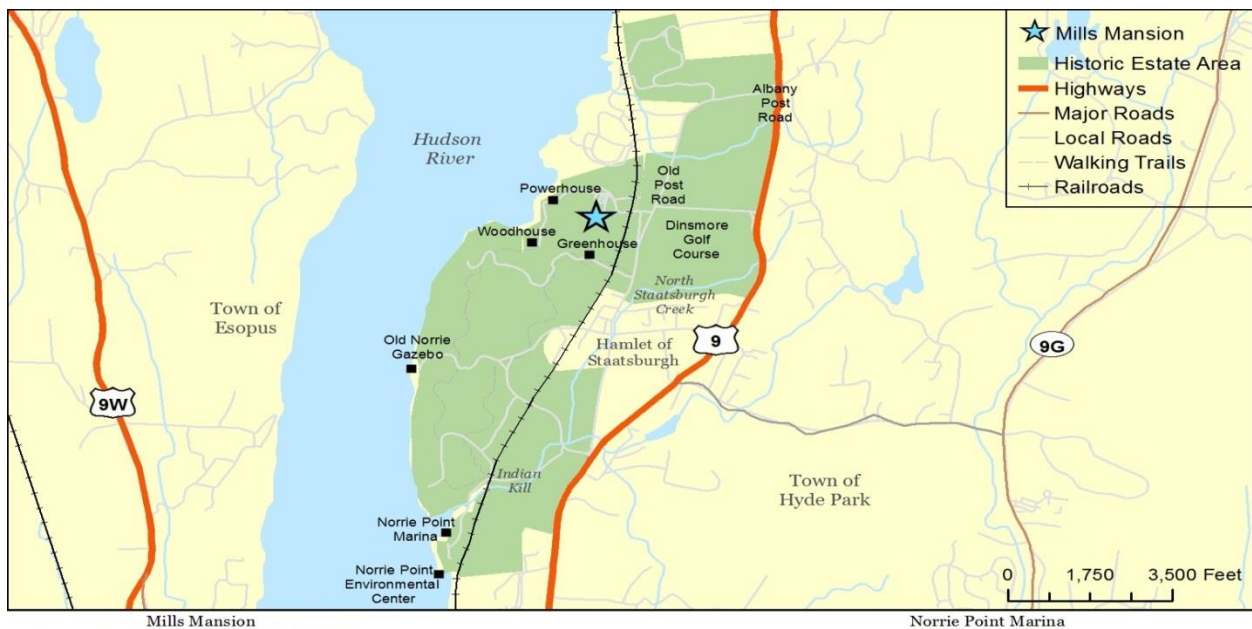 Mills Mansion
Historic Estate Area
Highways
Major Roads
Local Roads
Walking Trails
Railroads
Albany
Post
Road
Hudson
River
Old
Post
Road
Powerhouse
Woodhouse
Greenhouse
Dinsmore
Golf
Course
North
Staatsburgh
Creek
Town of
Esopus
Old Norrie
Gazebo
Hamlet of
Staatsburgh
9
9G
9W
Indian
Kill
Town of
Hyde Park
Norrie Point
Marina
Norrie Point
Environmental
Center
0 1,750 3,500 Feet
Mills Mansion
Norrie Point Marina